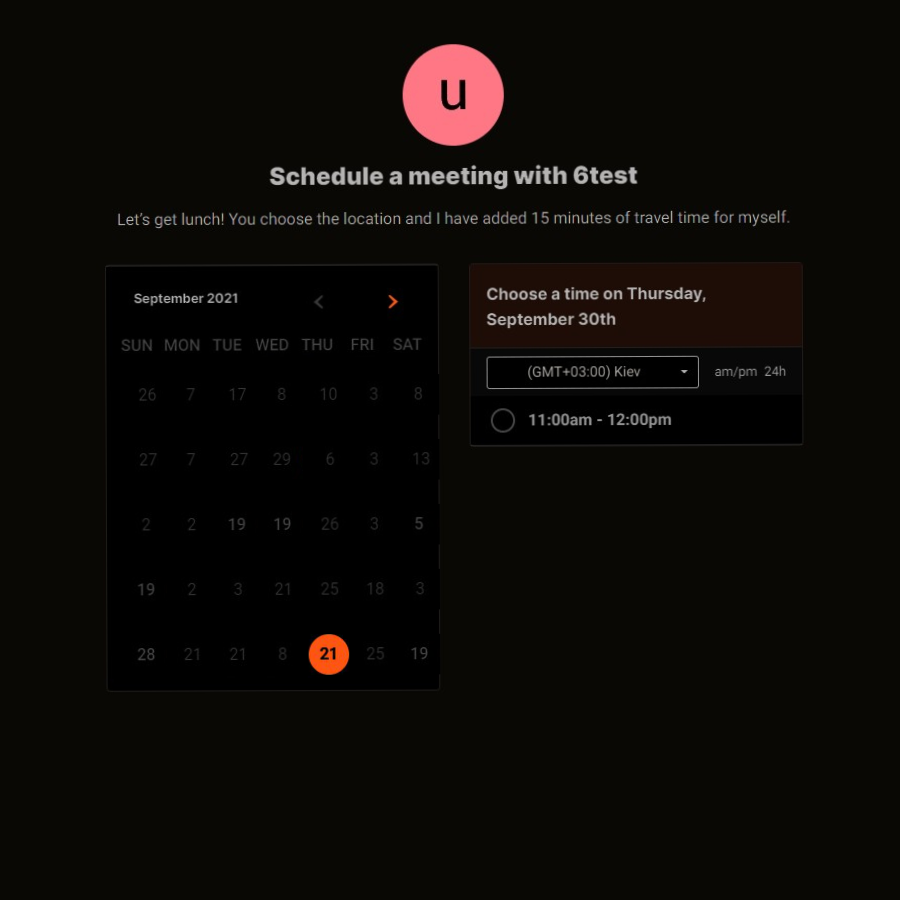 u
Schedule a meeting with 6test
Let's get lunch! You choose the location and I have added 15 minutes of travel time for myself.
September 2021
SUN MON TUE WED THU FRI SAT
26 7 17 8 10 3 8
27 7 27 29 6 3 13
2 2 19 19 26 3 5
19 2 3 21 25 18 3
28 21 21 8 21 25 19
Choose a time on Thursday,
September 30th
(GMT+03:00) Kiev am/pm 24h
11:00am - 12:00pm